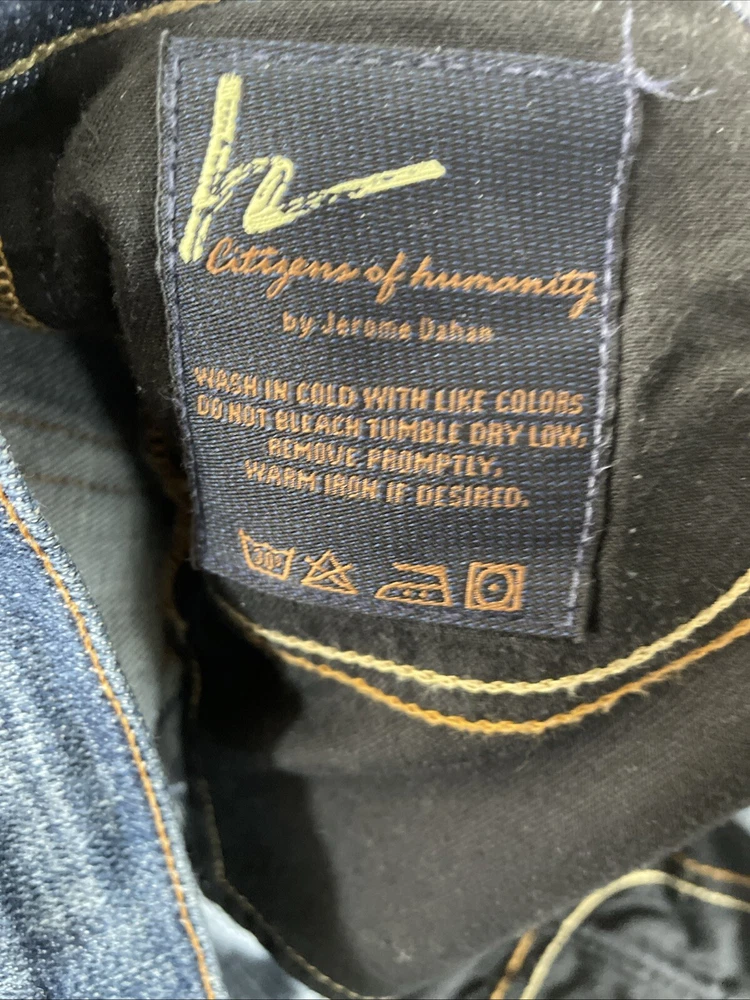 h
Citizens of humanity
by Jerome Dahan
WASH IN COLD WITH LIKE COLORS
DO NOT BLEACH TUMBLE DRY LOW.
REMOVE PROMPTLY.
WARM IRON IF DESIRED.
30°